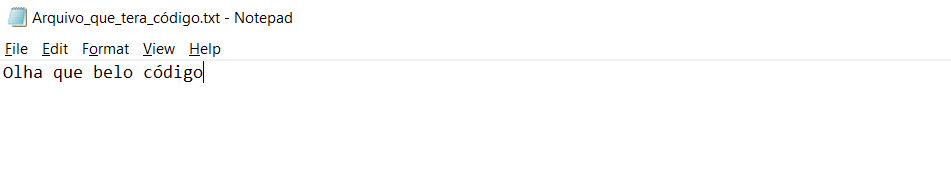 Arquivo_que_tera_código.txt - Notepad
File Edit Format View Help
Olha que belo código